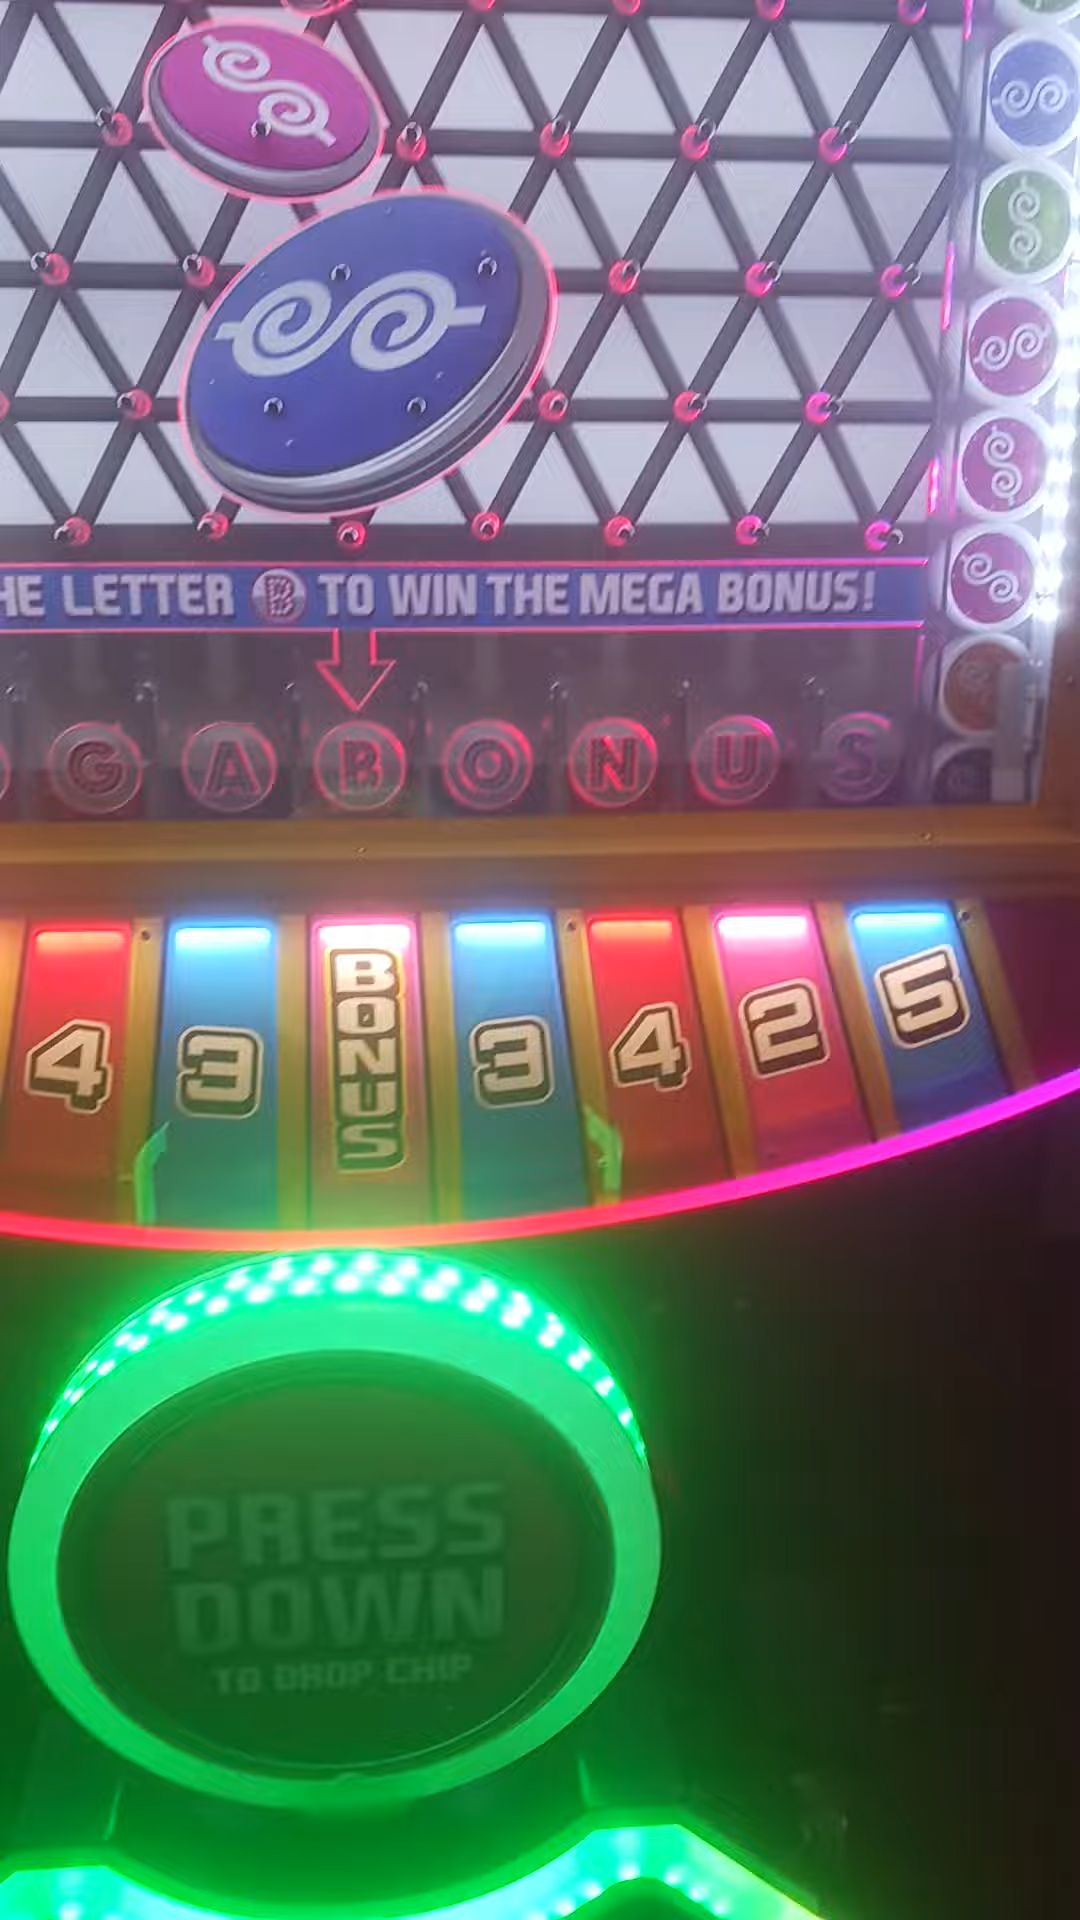 HE LETTER B TO WIN THE MEGA BONUS!
G A B O N U S
4 3 BONUS 3 4 2 5
PRESS
DOWN
TO DROP CHIP